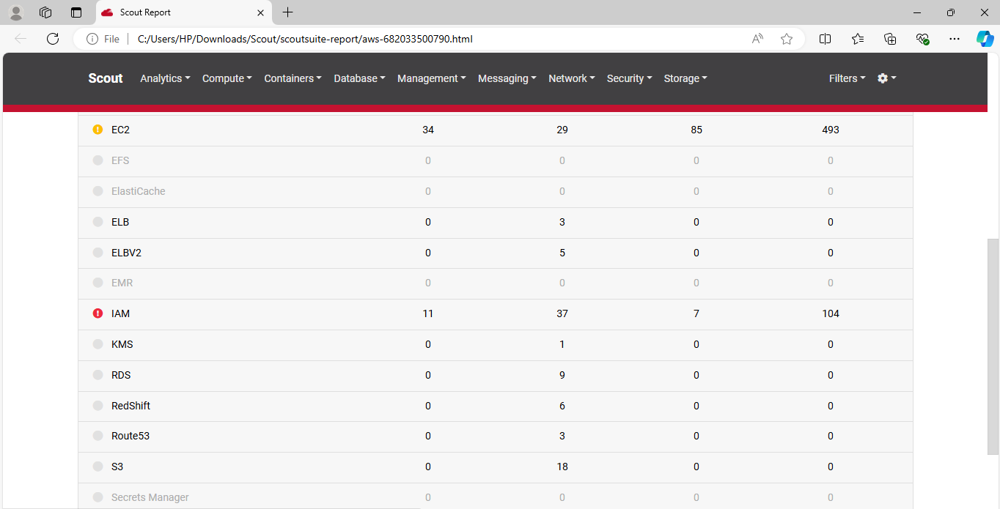 Scout Report
File C:/Users/HP/Downloads/Scout/scoutsuite-report/aws-682033500790.html
Scout Analytics Compute Containers Database Management Messaging Network Security Storage Filters
EC2 34 29 85 493
EFS 0 0 0 0
ElastiCache 0 0 0 0
ELB 0 3 0 0
ELBV2 0 5 0 0
EMR 0 0 0 0
IAM 11 37 7 104
KMS 0 1 0 0
RDS 0 9 0 0
RedShift 0 6 0 0
Route53 0 3 0 0
S3 0 18 0 0
Secrets Manager 0 0 0 0